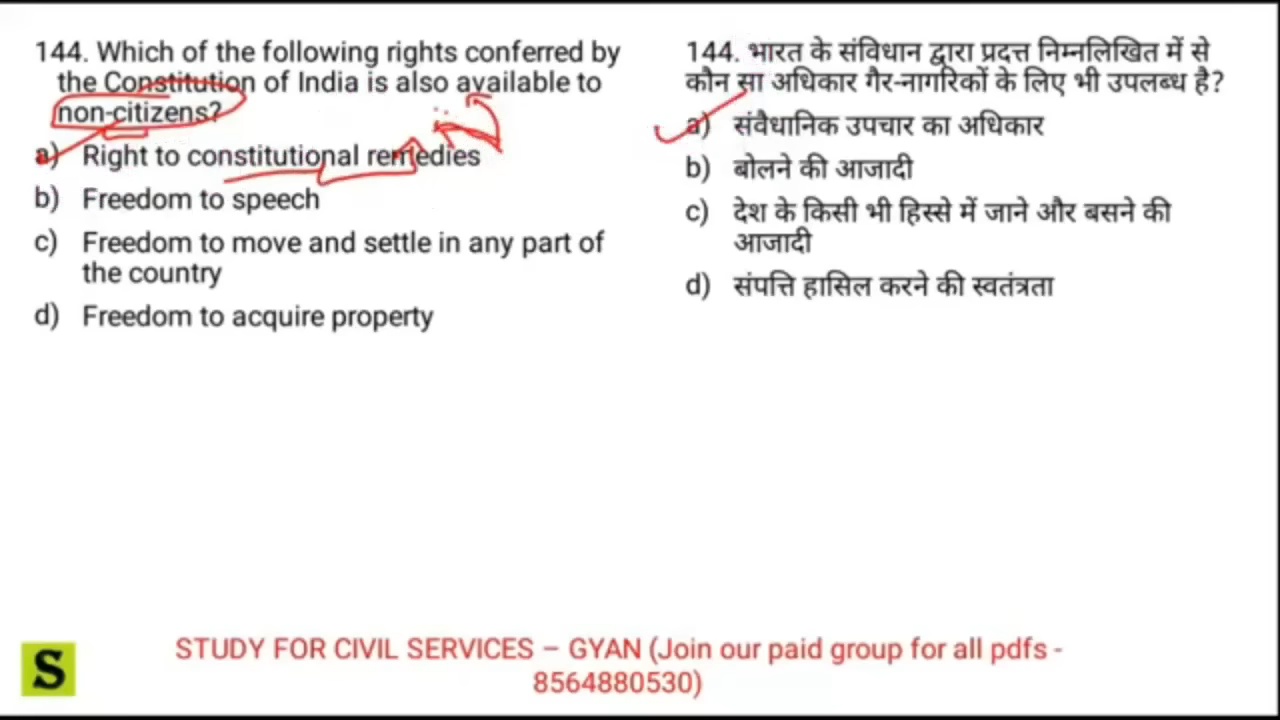 144. Which of the following rights conferred by
the Constitution of India is also available to
non-citizens?
a) Right to constitutional remedies
b) Freedom to speech
c) Freedom to move and settle in any part of
the country
d) Freedom to acquire property
144. भारत के संविधान द्वारा प्रदत्त निम्नलिखित में से
कौन सा अधिकार गैर-नागरिकों के लिए भी उपलब्ध है?
a) संवैधानिक उपचार का अधिकार
b) बोलने की आजादी
c) देश के किसी भी हिस्से में जाने और बसने की
आजादी
d) संपत्ति हासिल करने की स्वतंत्रता
STUDY FOR CIVIL SERVICES – GYAN (Join our paid group for all pdfs -
8564880530)
S